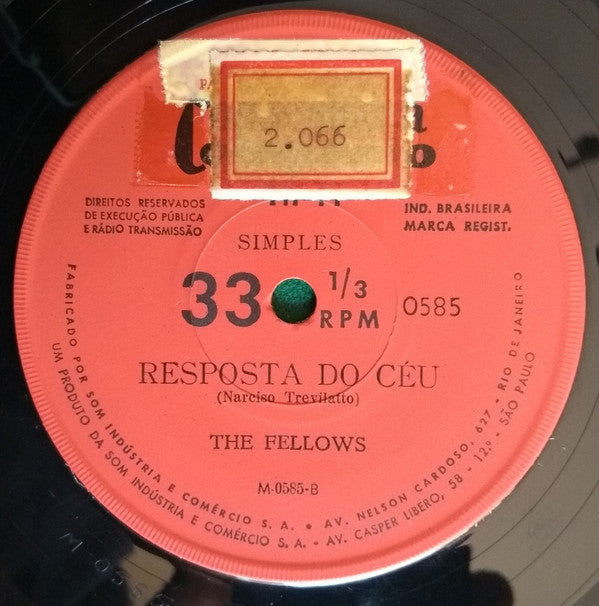 2.066
DIREITOS RESERVADOS
DE EXECUÇÃO PÚBLICA
E RÁDIO TRANSMISSÃO
IND. BRASILEIRA
MARCA REGIST.
SIMPLES
33 1/3
RPM
0585
RESPOSTA DO CÉU
(Narciso Trevilatto)
THE FELLOWS
M-0585-B
FABRICADO POR SOM INDÚSTRIA E COMÉRCIO S. A. • AV. NELSON CARDOSO, 627 - RIO DE JANEIRO
UM PRODUTO DA SOM INDÚSTRIA E COMÉRCIO S. A. - AV. CASPER LIBERO, 58 - 12.º - SÃO PAULO